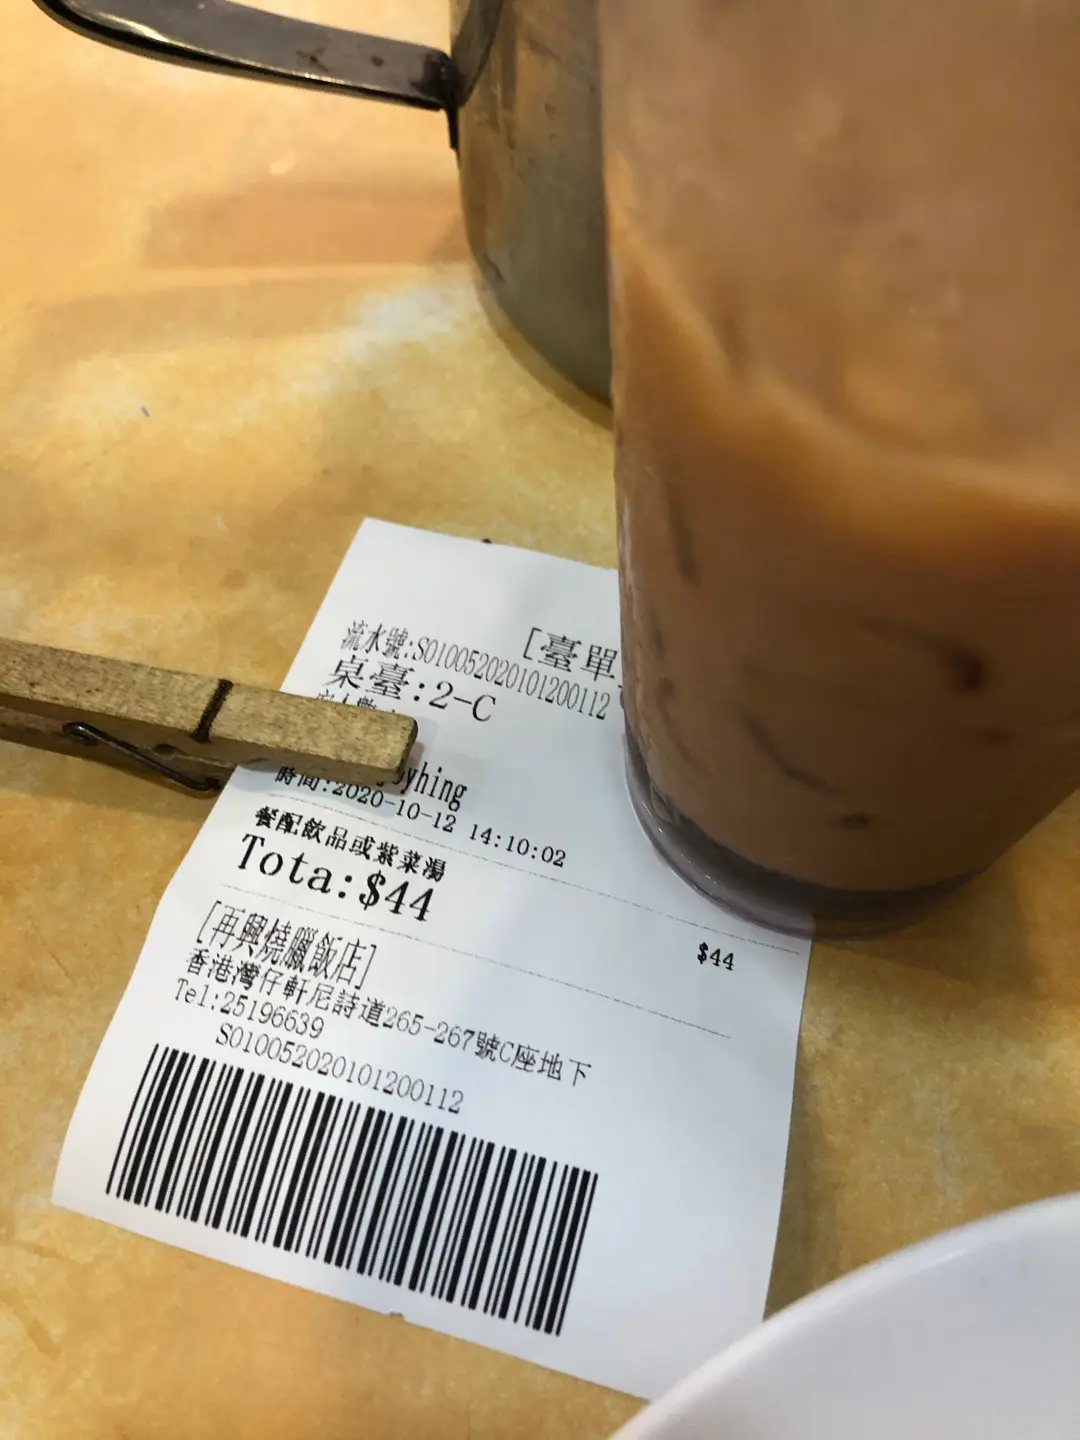 [臺單
流水號:S01005202010120011​2
桌臺:2-C
yhing
時間:2020-10-12 14:10:02
餐配飲品或紫菜湯
$44
Tota:$44
[再興燒臘飯店]
香港灣仔軒尼詩道265-267號C座地下
Tel:25196639
S010052020101200112